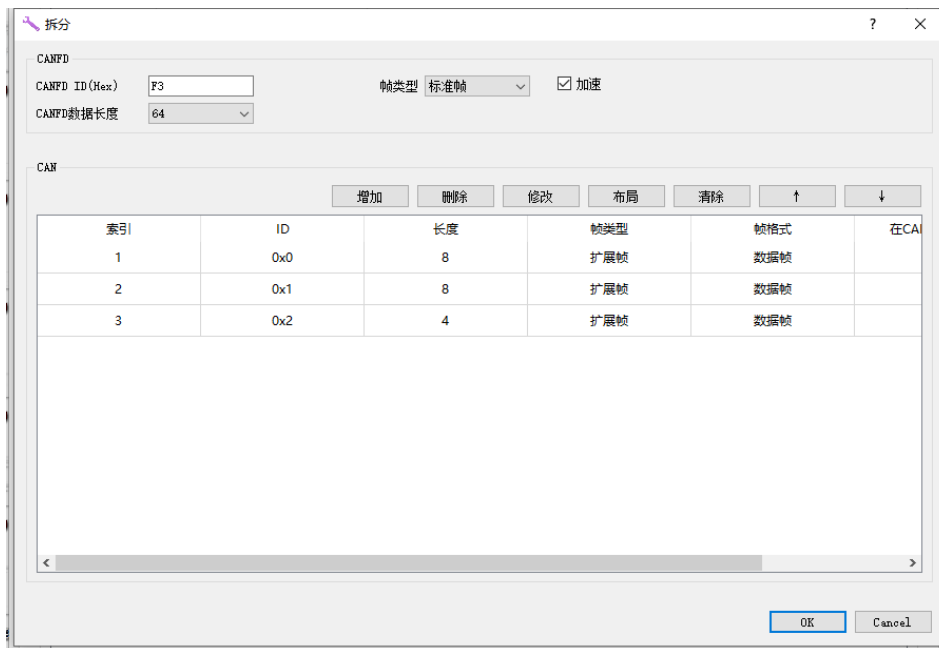 拆分
CANFD
CANFD ID(Hex) F3 帧类型 标准帧 加速
CANFD数据长度 64
CAN
增加 删除 修改 布局 清除 ↑ ↓
索引 ID 长度 帧类型 帧格式 在CAI
1 0x0 8 扩展帧 数据帧
2 0x1 8 扩展帧 数据帧
3 0x2 4 扩展帧 数据帧
OK Cancel